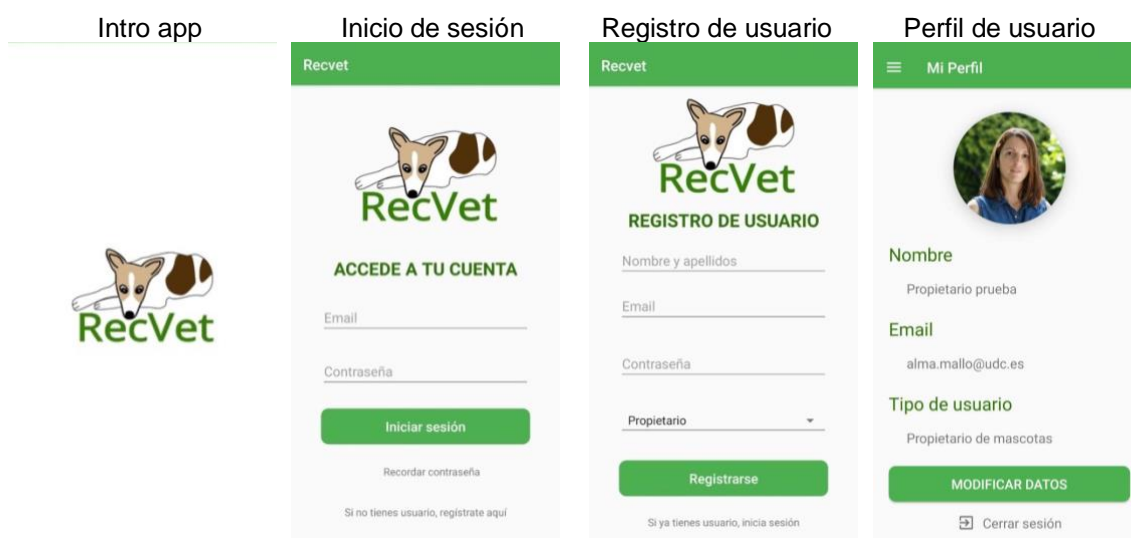 Intro app
RecVet
Inicio de sesión
Recvet
RecVet
ACCEDE A TU CUENTA
Email
Contraseña
Iniciar sesión
Recordar contraseña
Si no tienes usuario, regístrate aquí
Registro de usuario
Recvet
RecVet
REGISTRO DE USUARIO
Nombre y apellidos
Email
Contraseña
Propietario
Registrarse
Si ya tienes usuario, inicia sesión
Perfil de usuario
Mi Perfil
Nombre
Propietario prueba
Email
alma.mallo@udc.es
Tipo de usuario
Propietario de mascotas
MODIFICAR DATOS
Cerrar sesión